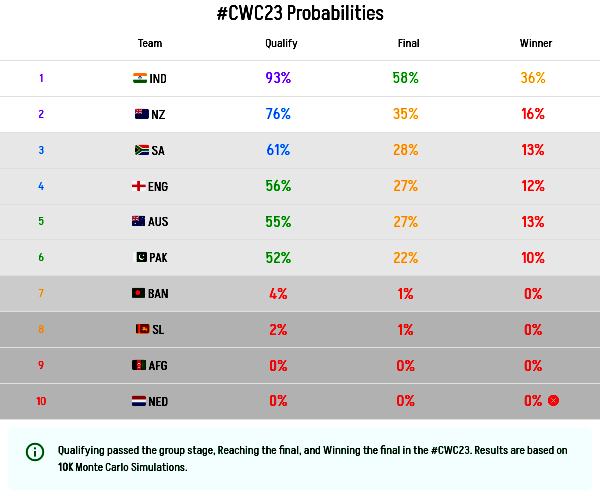 #CWC23 Probabilities
Team Qualify Final Winner
1 IND 93% 58% 36%
2 NZ 76% 35% 16%
3 SA 61% 28% 13%
4 ENG 56% 27% 12%
5 AUS 55% 27% 13%
6 PAK 52% 22% 10%
7 BAN 4% 1% 0%
8 SL 2% 1% 0%
9 AFG 0% 0% 0%
10 NED 0% 0% 0%
Qualifying passed the group stage, Reaching the final, and Winning the final in the #CWC23. Results are based on
10K Monte Carlo Simulations.